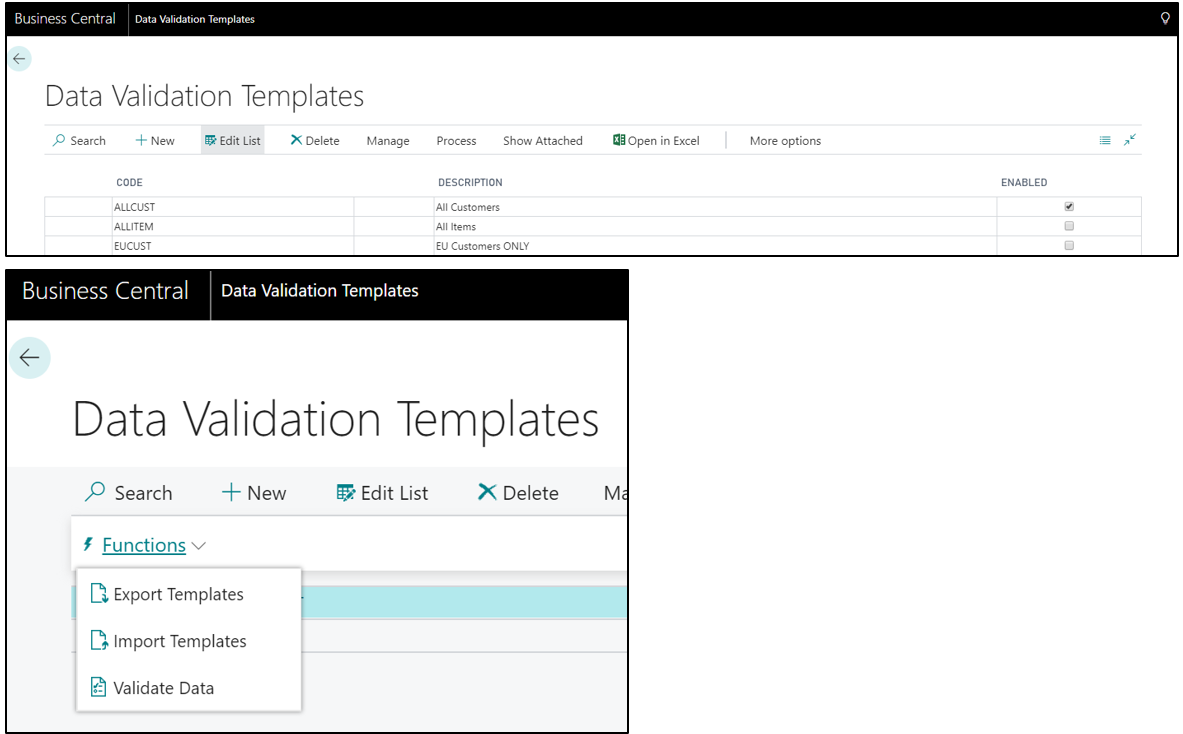 Business Central Data Validation Templates
Data Validation Templates
Search New Edit List Delete Manage Process Show Attached Open in Excel More options
CODE DESCRIPTION ENABLED
ALLCUST All Customers
ALLITEM All Items
EUCUST EU Customers ONLY
Business Central Data Validation Templates
Data Validation Templates
Search New Edit List Delete Ma
Functions
Export Templates
Import Templates
Validate Data